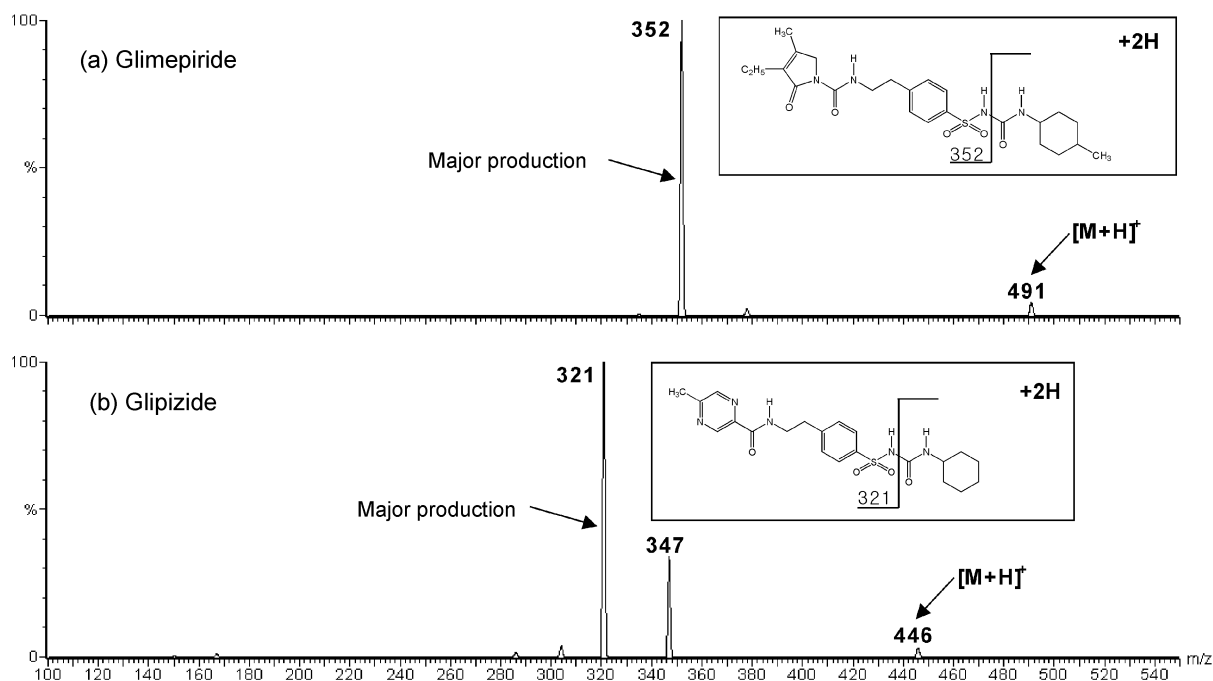 100
352
(a) Glimepiride
+2H
H₃C
C₂H₅
N
O
O
H
N
S
O
O
H
N
O
H
N
CH₃
352
%
Major production
[M+H]⁺
491
0
100
321
(b) Glipizide
+2H
H₃C
N
N
O
H
N
S
O
O
H
N
O
H
N
321
%
Major production
347
[M+H]⁺
446
0
100 120 140 160 180 200 220 240 260 280 300 320 340 360 380 400 420 440 460 480 500 520 540 m/z